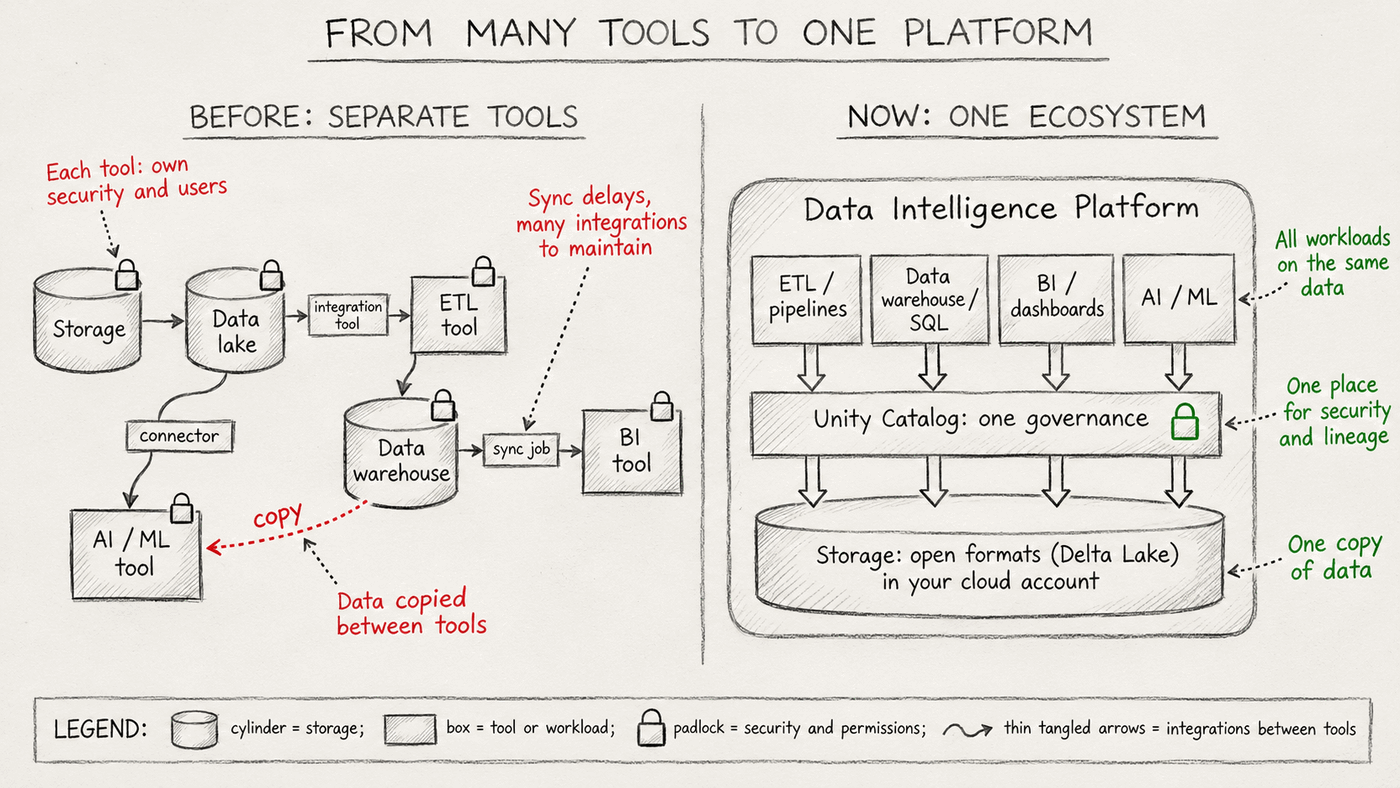 FROM MANY TOOLS TO ONE PLATFORM
BEFORE: SEPARATE TOOLS
Each tool: own
security and users
Sync delays,
many integrations
to maintain
Storage
Data
lake
integration
tool
ETL
tool
connector
Data
warehouse
sync job
BI
tool
AI / ML
tool
copy
Data copied
between tools
NOW: ONE ECOSYSTEM
Data Intelligence Platform
ETL /
pipelines
Data
warehouse /
SQL
BI /
dashboards
AI / ML
All workloads
on the same
data
Unity Catalog: one governance
One place
for security
and lineage
Storage: open formats (Delta Lake)
in your cloud account
One copy
of data
LEGEND:
cylinder = storage;
box = tool or workload;
padlock = security and permissions;
thin tangled arrows = integrations between tools